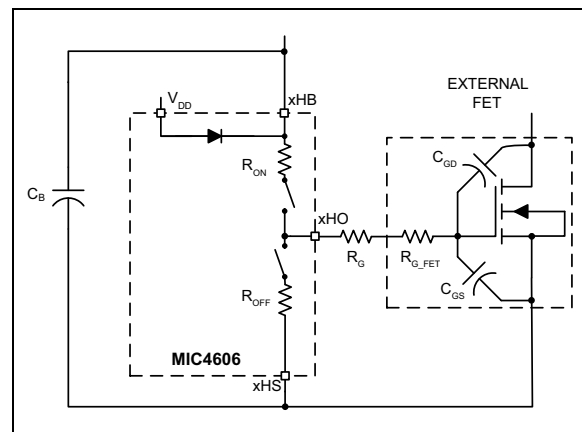 EXTERNAL
FET
V_DD
xHB
C_GD
R_ON
C_B
xHO
R_G
R_G_FET
R_OFF
C_GS
MIC4606
xHS